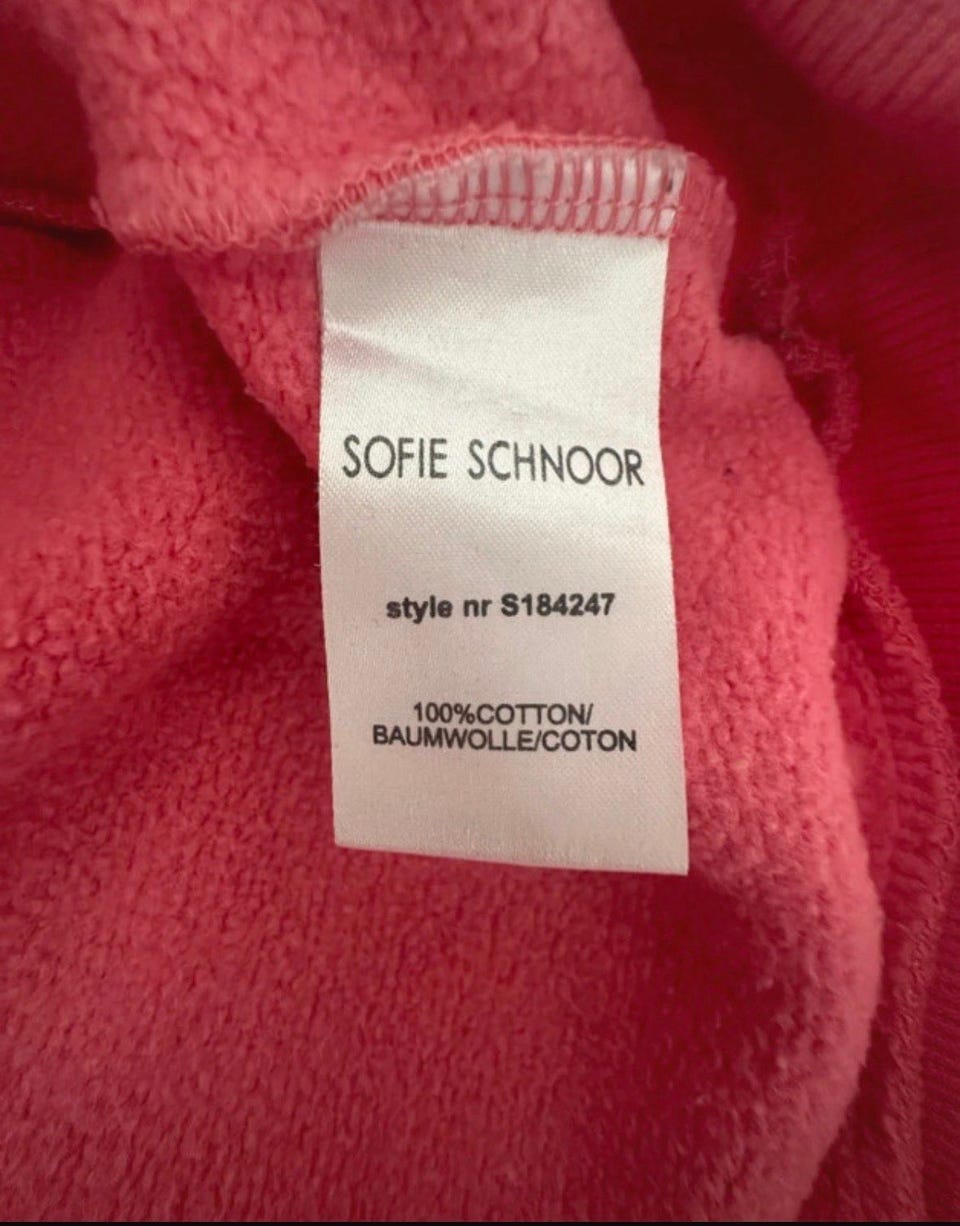 SOFIE SCHNOOR
style nr S184247
100%COTTON/
BAUMWOLLE/COTON